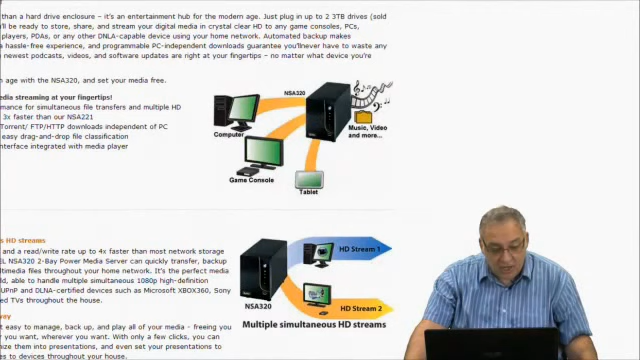 than a hard drive enclosure – it's an entertainment hub for the modern age. Just plug in up to 2 3TB drives (sold
'll be ready to store, share, and stream your digital media in crystal clear HD to any game consoles, PCs,
players, PDAs, or any other DNLA-capable device using your home network. Automated backup makes
a hassle-free experience, and programmable PC-independent downloads guarantee you'll never have to waste any
newest podcasts, videos, and software updates are right at your fingertips – no matter what device you're
age with the NSA320, and set your media free.
media streaming at your fingertips!
rmance for simultaneous file transfers and multiple HD
3x faster than our NSA221
Torrent/ FTP/HTTP downloads independent of PC
easy drag-and-drop file classification
interface integrated with media player
NSA320
Computer
Music, Video
and more...
Game Console
Tablet
s HD streams
and a read/write rate up to 4x faster than most network storage
EL NSA320 2-Bay Power Media Server can quickly transfer, backup
ltimedia files throughout your home network. It's the perfect media
ld, able to handle multiple simultaneous 1080p high-definition
UPnP and DLNA-certified devices such as Microsoft XBOX360, Sony
ed TVs throughout the house.
HD Stream 1
NSA320
HD Stream 2
Multiple simultaneous HD streams
vey
t easy to manage, back up, and play all of your media - freeing you
y you want, wherever you want. With only a few clicks, you can
nize them into presentations, and even set your presentations to
es to devices throughout your house.